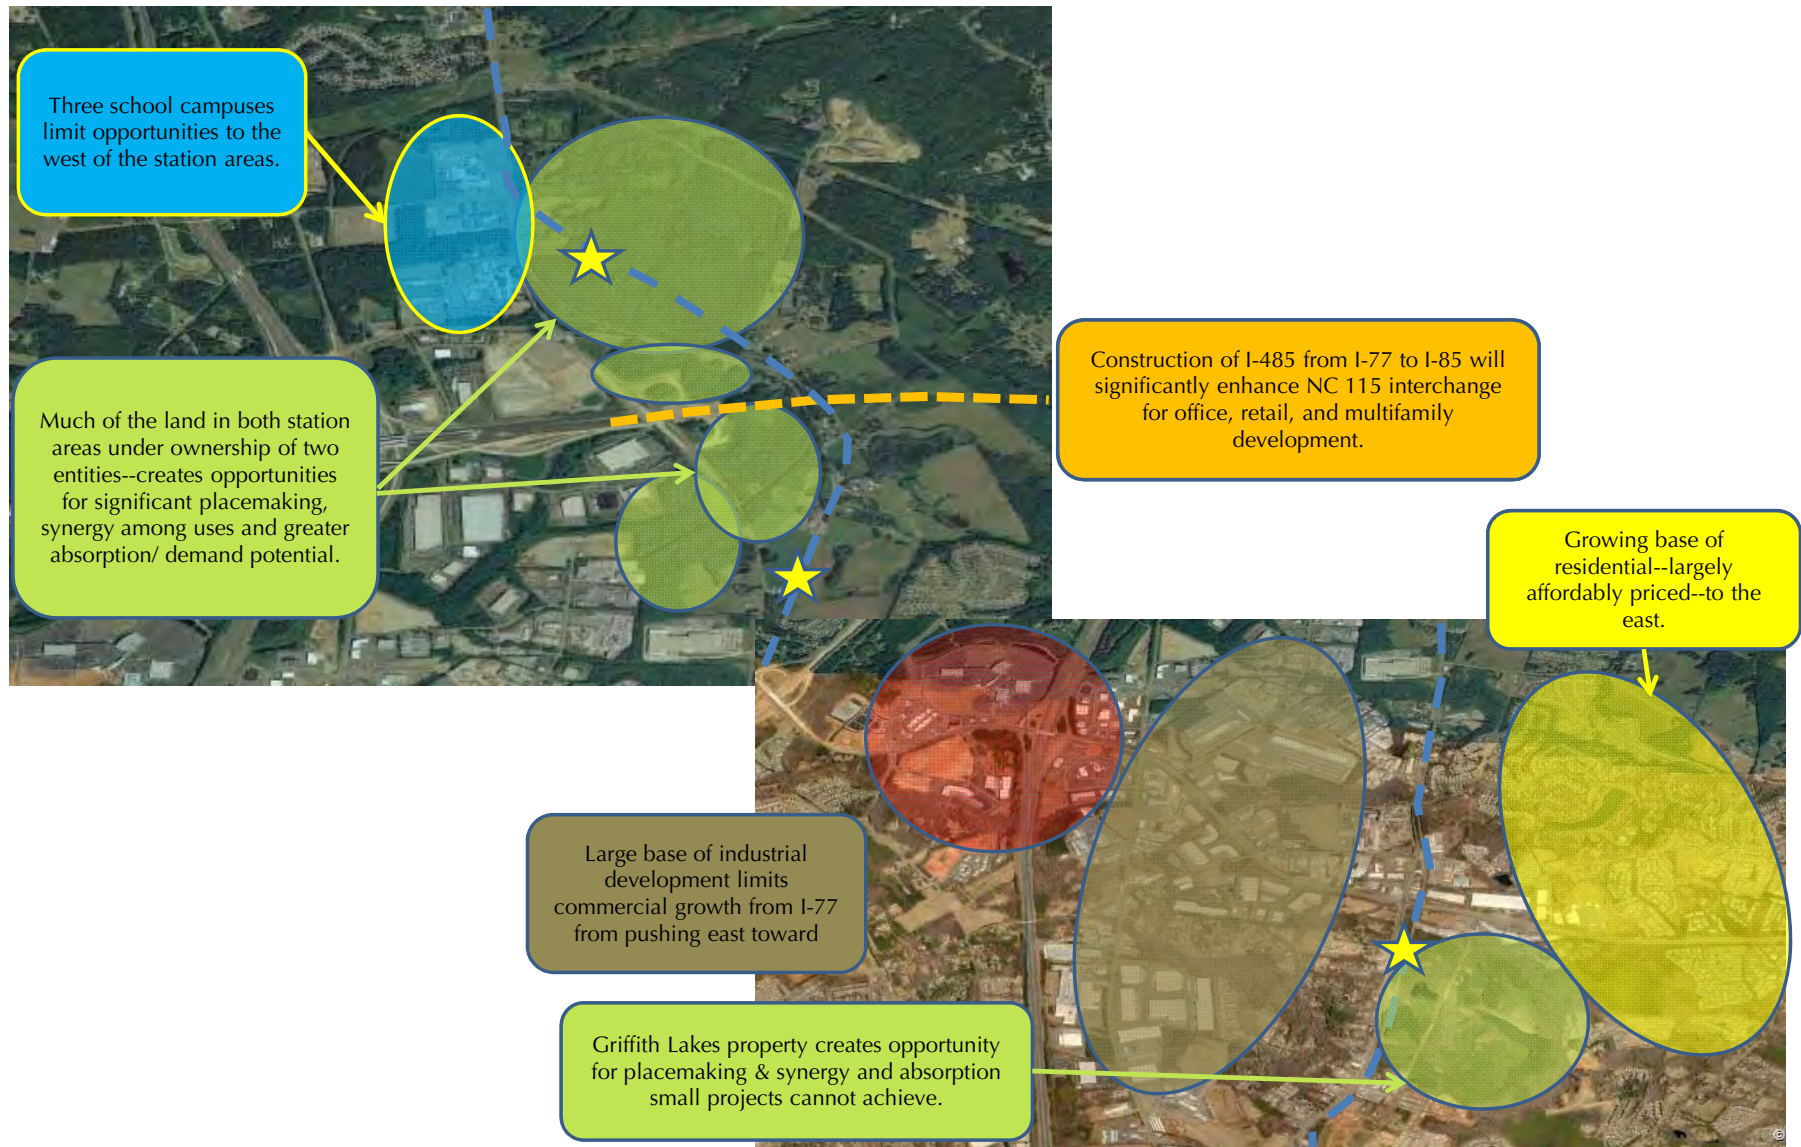 Three school campuses
limit opportunities to the
west of the station areas.
Much of the land in both station
areas under ownership of two
entities--creates opportunities
for significant placemaking,
synergy among uses and greater
absorption/ demand potential.
Construction of I-485 from I-77 to I-85 will
significantly enhance NC 115 interchange
for office, retail, and multifamily
development.
Growing base of
residential--largely
affordably priced--to the
east.
Large base of industrial
development limits
commercial growth from I-77
from pushing east toward
Griffith Lakes property creates opportunity
for placemaking & synergy and absorption
small projects cannot achieve.
©